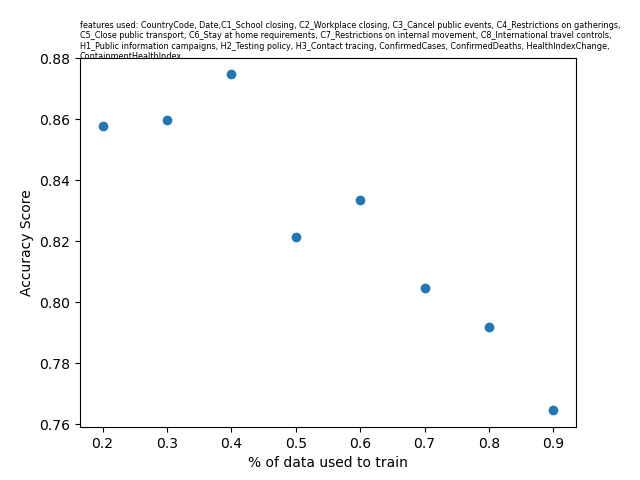 features used: CountryCode, Date,C1_School closing, C2_Workplace closing, C3_Cancel public events, C4_Restrictions on gatherings,
C5_Close public transport, C6_Stay at home requirements, C7_Restrictions on internal movement, C8_International travel controls,
H1_Public information campaigns, H2_Testing policy, H3_Contact tracing, ConfirmedCases, ConfirmedDeaths, HealthIndexChange,
ContainmentHealthIndex
0.88
0.86
0.84
0.82
0.80
0.78
0.76
Accuracy Score
0.2 0.3 0.4 0.5 0.6 0.7 0.8 0.9
% of data used to train